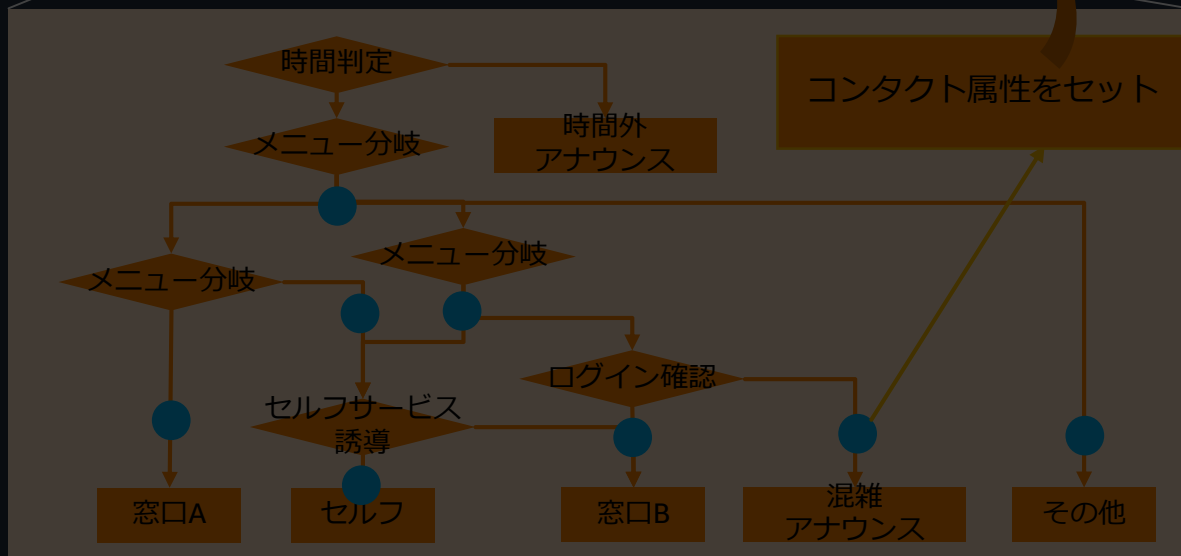 時間判定
コンタクト属性をセット
メニュー分岐
時間外
アナウンス
メニュー分岐
メニュー分岐
ログイン確認
セルフサービス
誘導
窓口A
セルフ
窓口B
混雑
アナウンス
その他